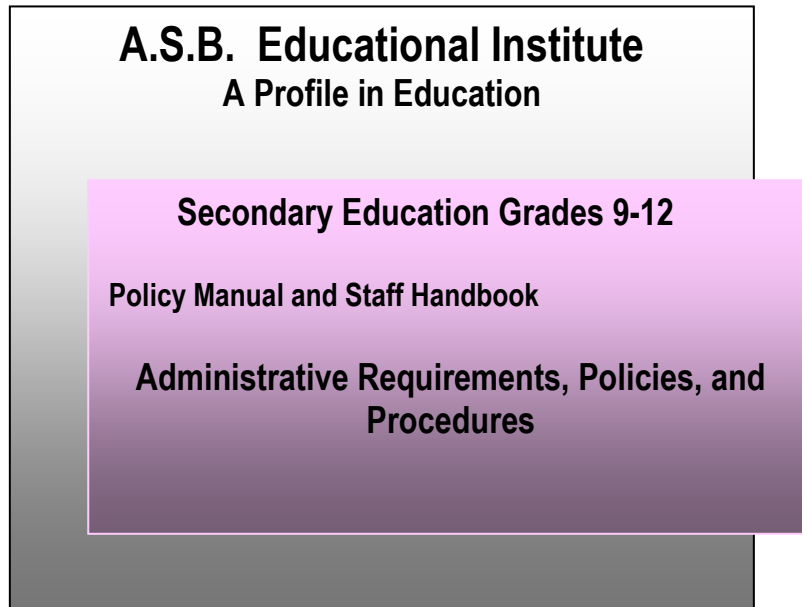 A.S.B. Educational Institute
A Profile in Education
Secondary Education Grades 9-12
Policy Manual and Staff Handbook
Administrative Requirements, Policies, and
Procedures